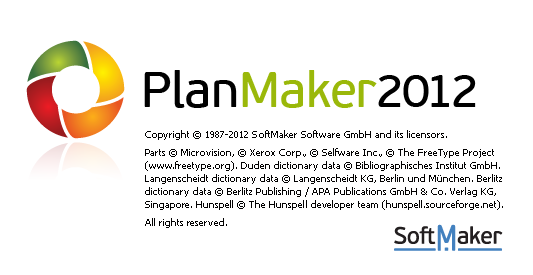 PlanMaker2012
Copyright © 1987-2012 SoftMaker Software GmbH and its licensors.
Parts © Microvision, © Xerox Corp., © Selfware Inc., © The FreeType Project
(www.freetype.org). Duden dictionary data © Bibliographisches Institut GmbH.
Langenscheidt dictionary data © Langenscheidt KG, Berlin und München. Berlitz
dictionary data © Berlitz Publishing / APA Publications GmbH & Co. Verlag KG,
Singapore. Hunspell © The Hunspell developer team (hunspell.sourceforge.net).
All rights reserved.
SoftMaker